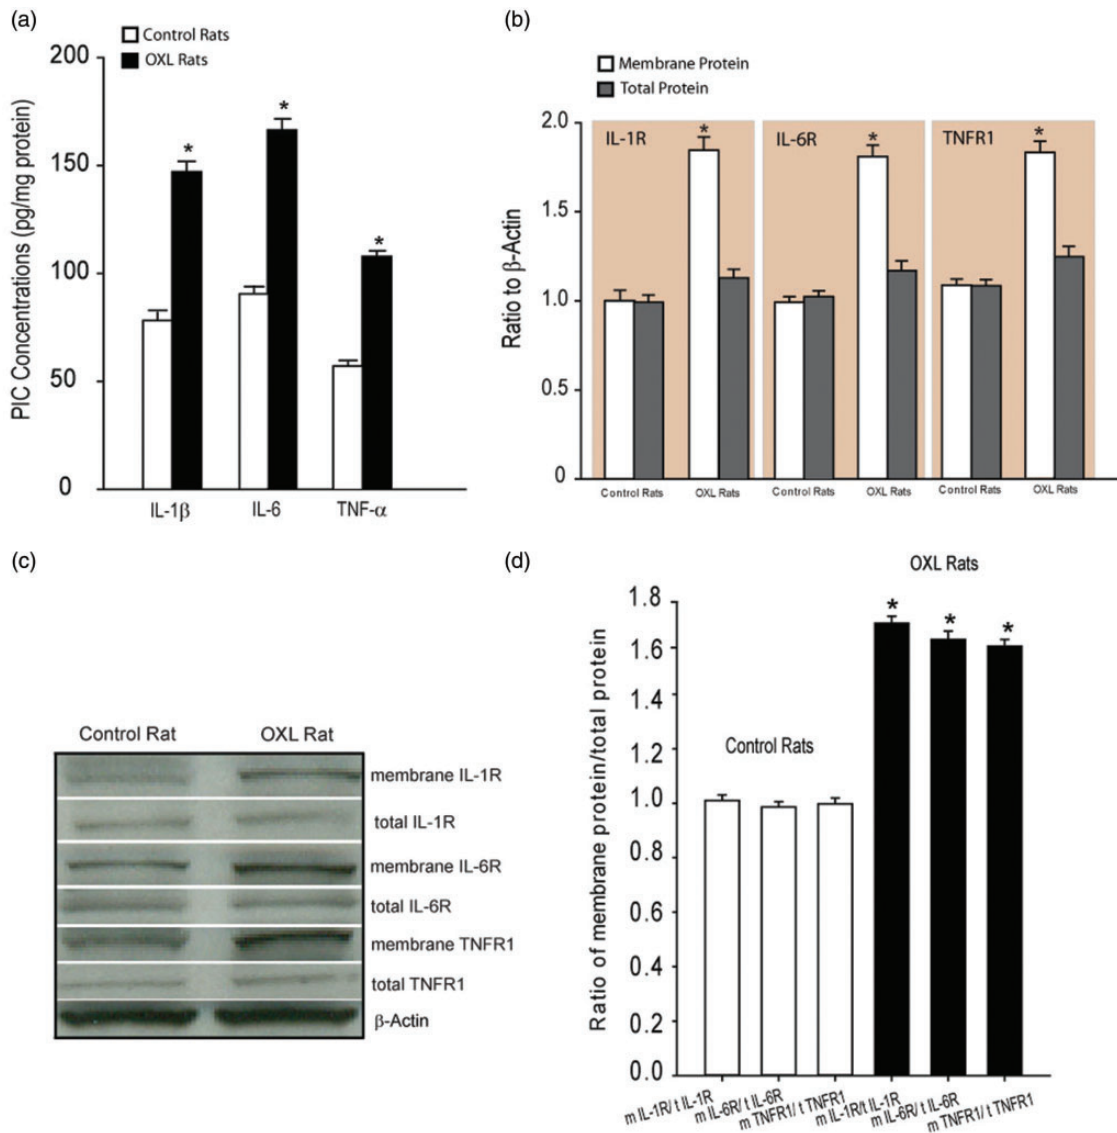 (a)
Control Rats
OXL Rats
PIC Concentrations (pg/mg protein)
200
150
100
50
0
*
*
*
IL-1β
IL-6
TNF-α
(b)
Membrane Protein
Total Protein
Ratio to β-Actin
2.0
1.5
1.0
0.5
0
IL-1R
*
IL-6R
*
TNFR1
*
Control Rats
OXL Rats
Control Rats
OXL Rats
Control Rats
OXL Rats
(c)
Control Rat
OXL Rat
membrane IL-1R
total IL-1R
membrane IL-6R
total IL-6R
membrane TNFR1
total TNFR1
β-Actin
(d)
OXL Rats
Control Rats
Ratio of membrane protein/total protein
1.8
1.6
1.4
1.2
1.0
0.8
0.6
0.4
0.2
0.0
*
*
*
m IL-1R/ t IL-1R
m IL-6R/ t IL-6R
m TNFR1/ t TNFR1
m IL-1R/t IL-1R
m IL-6R/ t IL-6R
m TNFR1/ t TNFR1